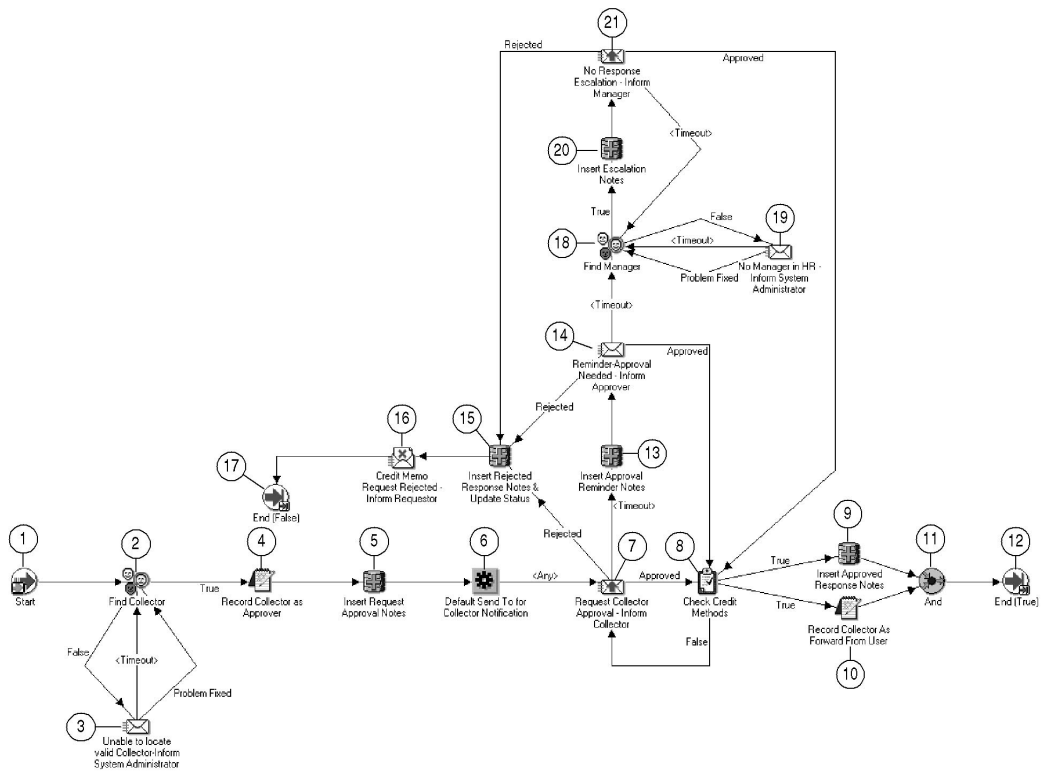 21
Rejected
Approved
No Response
Escalation - Inform
Manager
<Timeout>
20
Insert Escalation
Notes
True
False
19
18
<Timeout>
Find Manager
Problem Fixed
No Manager in HR -
Inform System
Administrator
<Timeout>
14
Approved
Reminder-Approval
Needed - Inform
Approver
Rejected
16
15
13
Credit Memo
Request Rejected -
Inform Requestor
Insert Rejected
Response Notes &
Update Status
Insert Approval
Reminder Notes
17
End (False)
<Timeout>
Rejected
1
2
4
5
6
7
8
9
11
12
Start
Find Collector
True
Record Collector as
Approver
Insert Request
Approval Notes
Default Send To for
Collector Notification
<Any>
Request Collector
Approval - Inform
Collector
Approved
Check Credit
Methods
True
Insert Approved
Response Notes
True
And
End (True)
Record Collector As
Forward From User
10
False
False
<Timeout>
Problem Fixed
3
Unable to locate
valid Collector-Inform
System Administrator